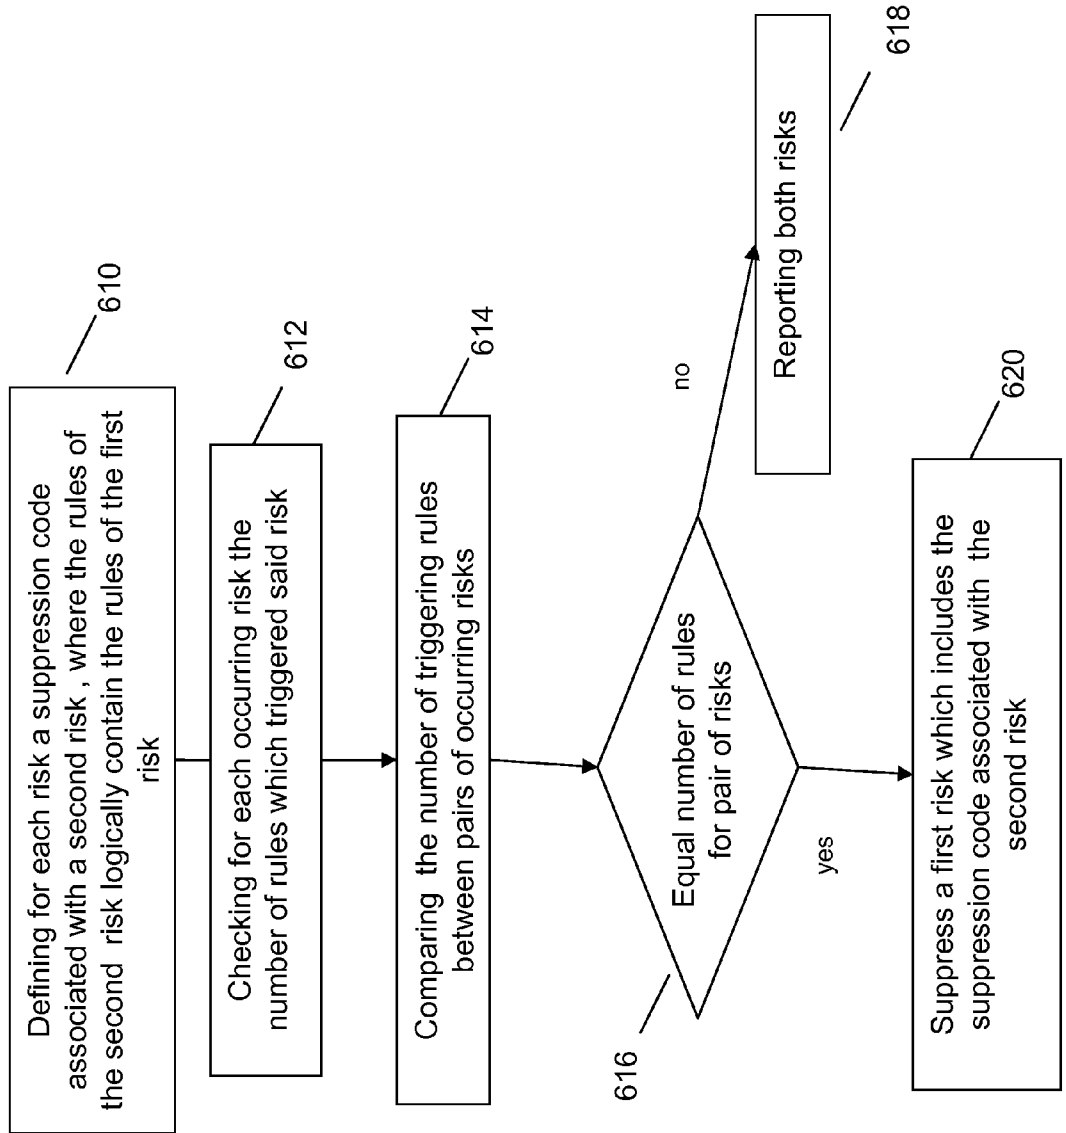 Defining for each risk a suppression code
associated with a second risk , where the rules of
the second risk logically contain the rules of the first
risk
610
Checking for each occurring risk the
number of rules which triggered said risk
612
Comparing the number of triggering rules
between pairs of occurring risks
614
Equal number of rules
for pair of risks
616
no
yes
Reporting both risks
618
Suppress a first risk which includes the
suppression code associated with the
second risk
620